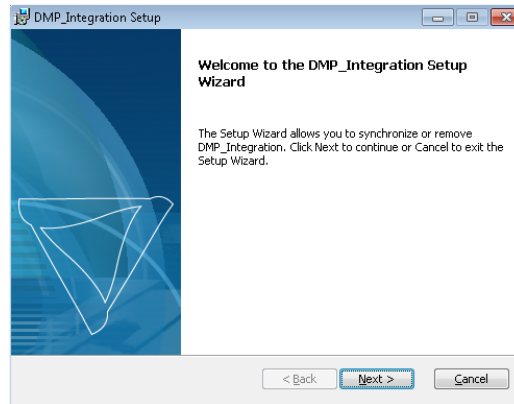 DMP_Integration Setup
Welcome to the DMP_Integration Setup
Wizard
The Setup Wizard allows you to synchronize or remove
DMP_Integration. Click Next to continue or Cancel to exit the
Setup Wizard.
< Back Next > Cancel